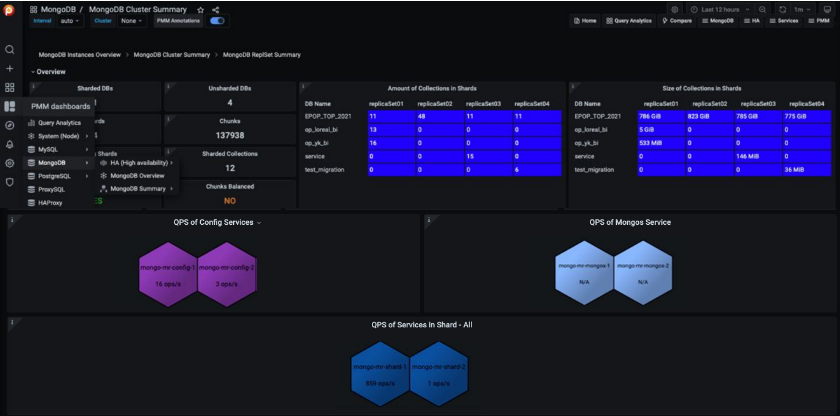 MongoDB / MongoDB Cluster Summary
Last 12 hours
1m
Interval auto Cluster None PMM Annotations
Home Query Analytics Compare MongoDB HA Services PMM
MongoDB Instances Overview > MongoDB Cluster Summary > MongoDB ReplSet Summary
Overview
Sharded DBs
Unsharded DBs
4
Chunks
137938
Shards
Sharded Collections
12
Chunks Balanced
NO
PMM dashboards
Query Analytics
System (Node)
MySQL
MongoDB
PostgreSQL
ProxySQL
HAProxy
HA (High availability)
MongoDB Overview
MongoDB Summary
Amount of Collections in Shards
DB Name replicaSet01 replicaSet02 replicaSet03 replicaSet04
EPOP_TOP_2021 11 48 11 11
op_loreal_bi 13 0 0 0
op_yk_bi 16 0 0 0
service 0 0 15 0
test_migration 0 0 0 6
Size of Collections in Shards
DB Name replicaSet01 replicaSet02 replicaSet03 replicaSet04
EPOP_TOP_2021 786 GiB 823 GiB 785 GiB 775 GiB
op_loreal_bi 5 GiB 0 0 0
op_yk_bi 533 MiB 0 0 0
service 0 0 146 MiB 0
test_migration 0 0 0 36 MiB
QPS of Config Services
mongo-mr-config-1 mongo-mr-config-2
16 ops/s 3 ops/s
QPS of Mongos Service
mongo-mr-mongos-1 mongo-mr-mongos-2
N/A N/A
QPS of Services in Shard - All
mongo-mr-shard-1 mongo-mr-shard-2
859 ops/s 1 ops/s